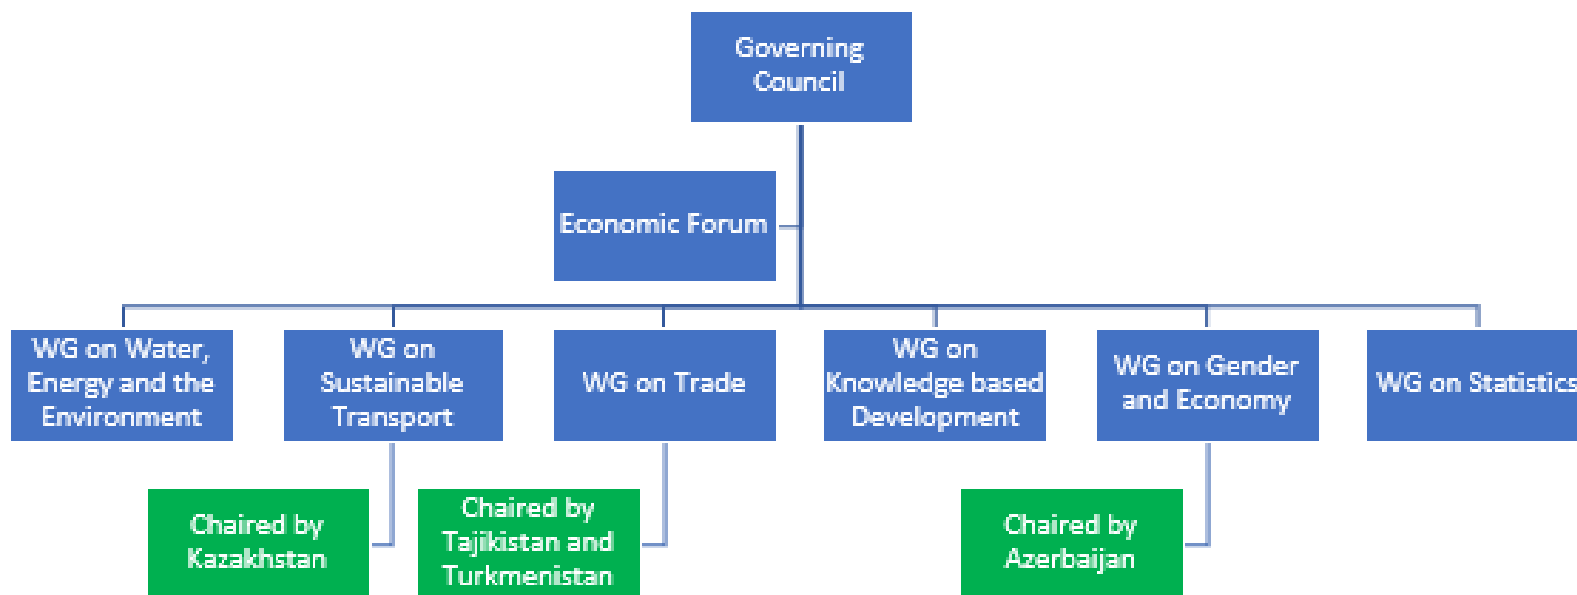 Governing
Council
Economic Forum
WG on Water,
Energy and the
Environment
WG on
Sustainable
Transport
WG on Trade
WG on
Knowledge based
Development
WG on Gender
and Economy
WG on Statistics
Chaired by
Kazakhstan
Chaired by
Tajikistan and
Turkmenistan
Chaired by
Azerbaijan